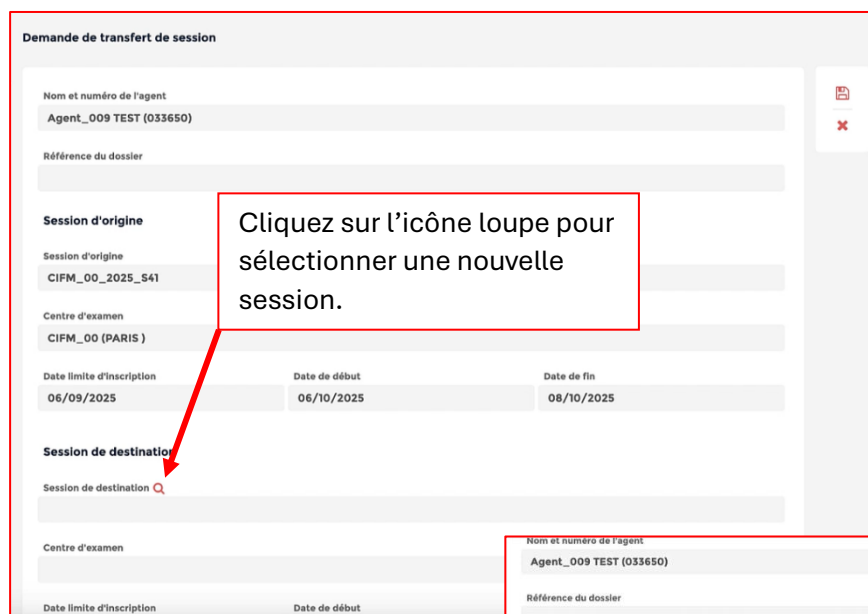 Demande de transfert de session
Nom et numéro de l'agent
Agent_009 TEST (033650)
Référence du dossier
Session d'origine
Cliquez sur l’icône loupe pour
sélectionner une nouvelle
session.
Session d'origine
CIFM_00_2025_S41
Centre d'examen
CIFM_00 (PARIS )
Date limite d'inscription Date de début Date de fin
06/09/2025 06/10/2025 08/10/2025
Session de destination
Session de destination
Centre d'examen
Date limite d'inscription Date de début
Nom et numéro de l'agent
Agent_009 TEST (033650)
Référence du dossier